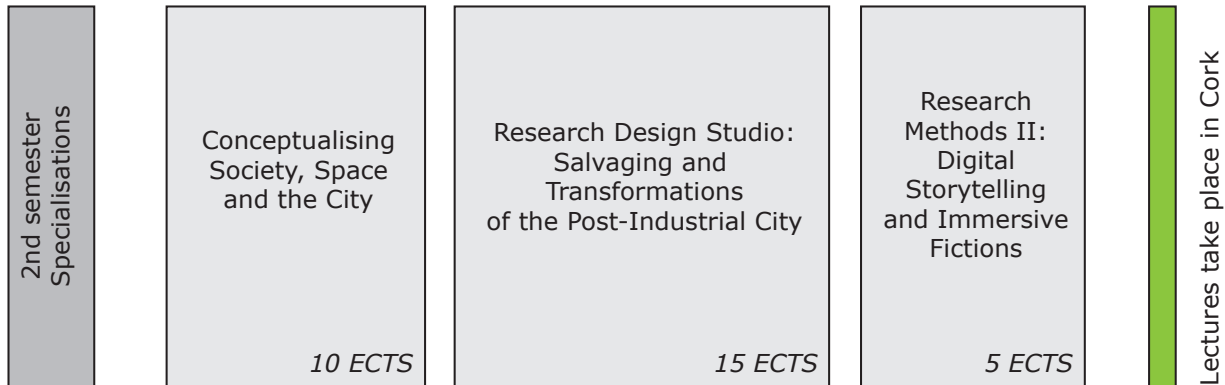 2nd semester
Specialisations
Conceptualising
Society, Space
and the City
10 ECTS
Research Design Studio:
Salvaging and
Transformations
of the Post-Industrial City
15 ECTS
Research
Methods II:
Digital
Storytelling
and Immersive
Fictions
5 ECTS
Lectures take place in Cork